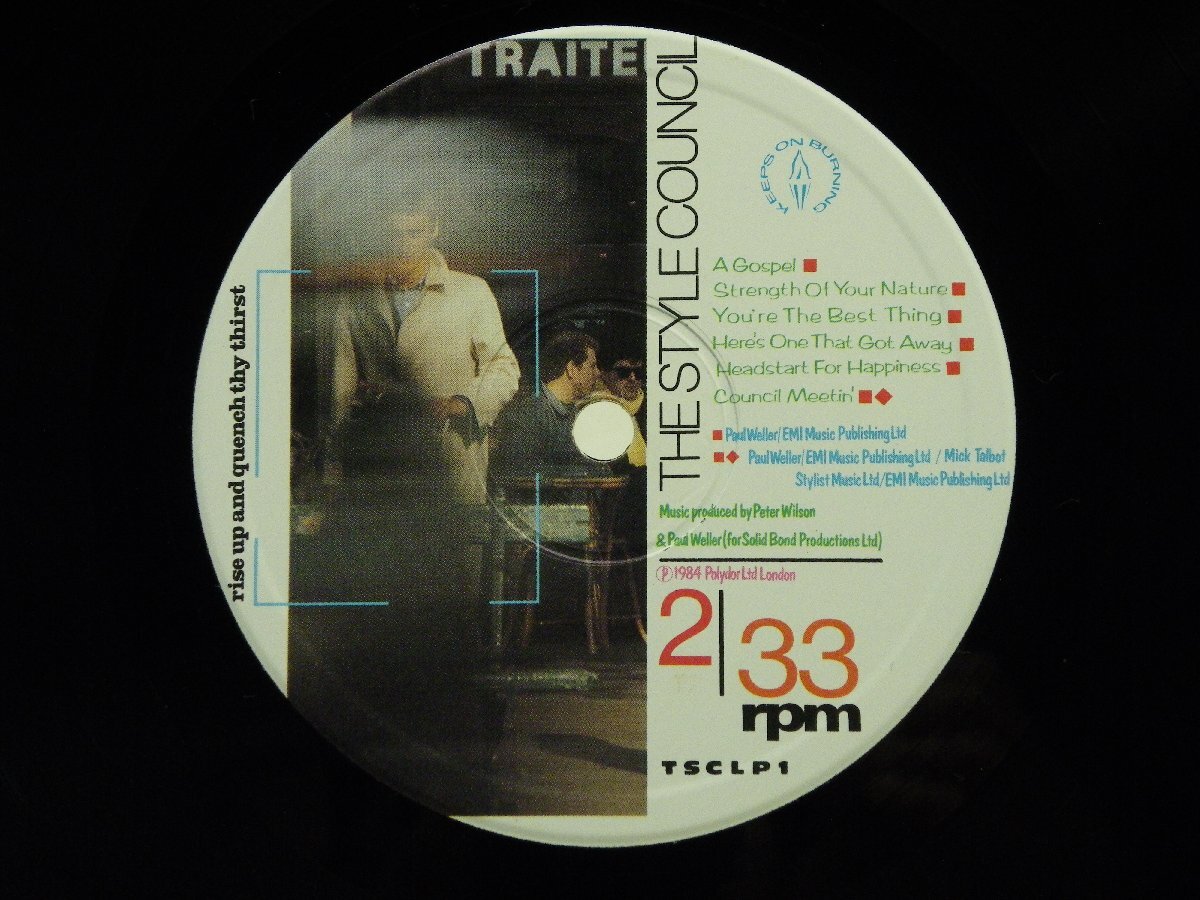 TRAITE
rise up and quench thy thirst
THE STYLE COUNCIL
KEEPS ON BURNING
A Gospel
Strength Of Your Nature
You're The Best Thing
Here's One That Got Away
Headstart For Happiness
Council Meetin'
Paul Weller/EMI Music Publishing Ltd
Paul Weller/EMI Music Publishing Ltd / Mick Talbot
Stylist Music Ltd/EMI Music Publishing Ltd
Music produced by Peter Wilson
& Paul Weller (for Solid Bond Productions Ltd)
℗ 1984 Polydor Ltd London
2 33
rpm
TSCLP1